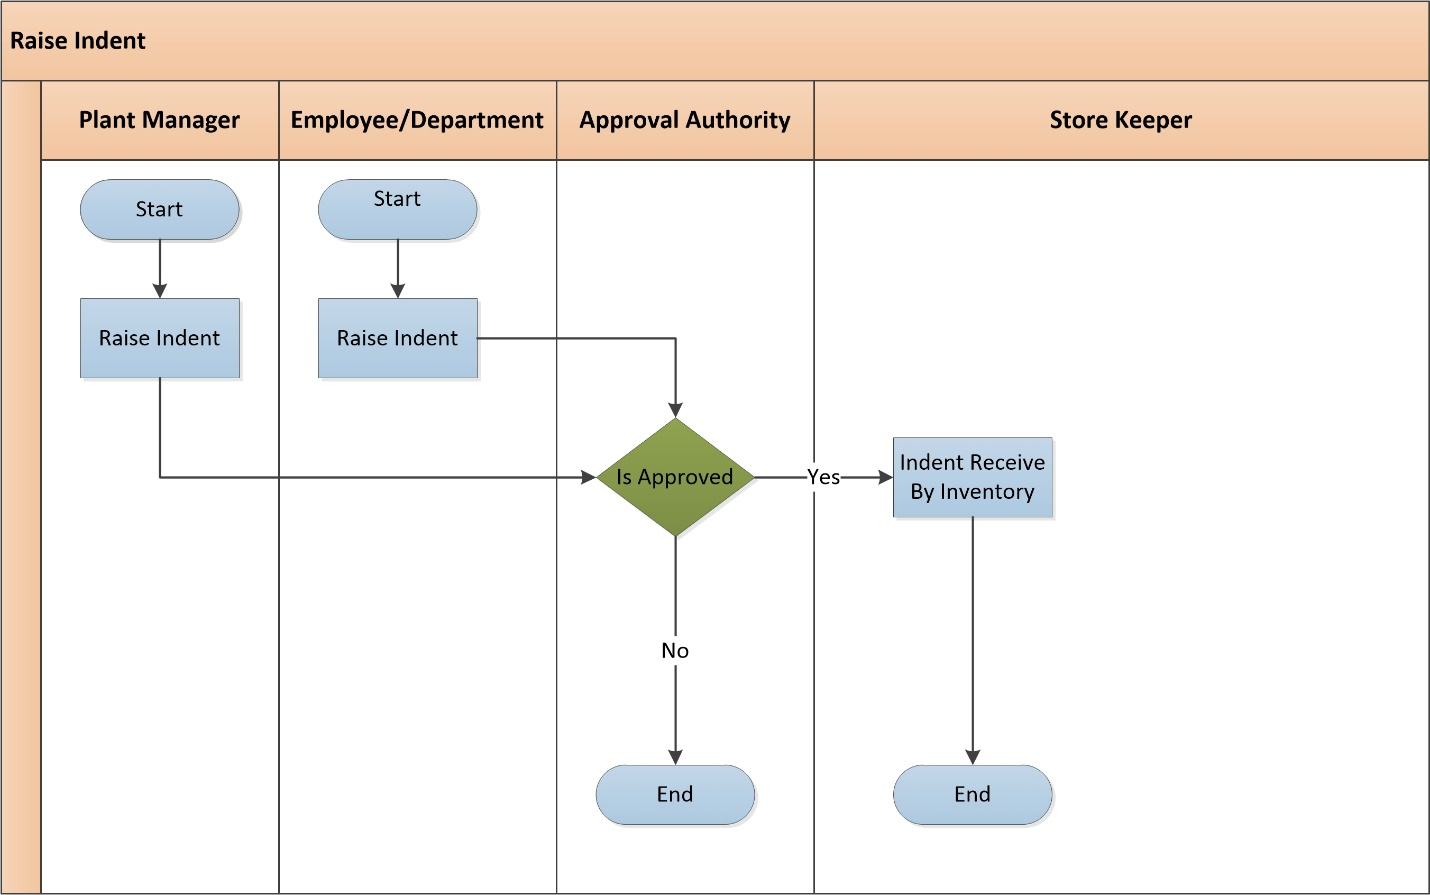 Raise Indent
Plant Manager
Employee/Department
Approval Authority
Store Keeper
Start
Start
Raise Indent
Raise Indent
Is Approved
Yes
Indent Receive
By Inventory
No
End
End